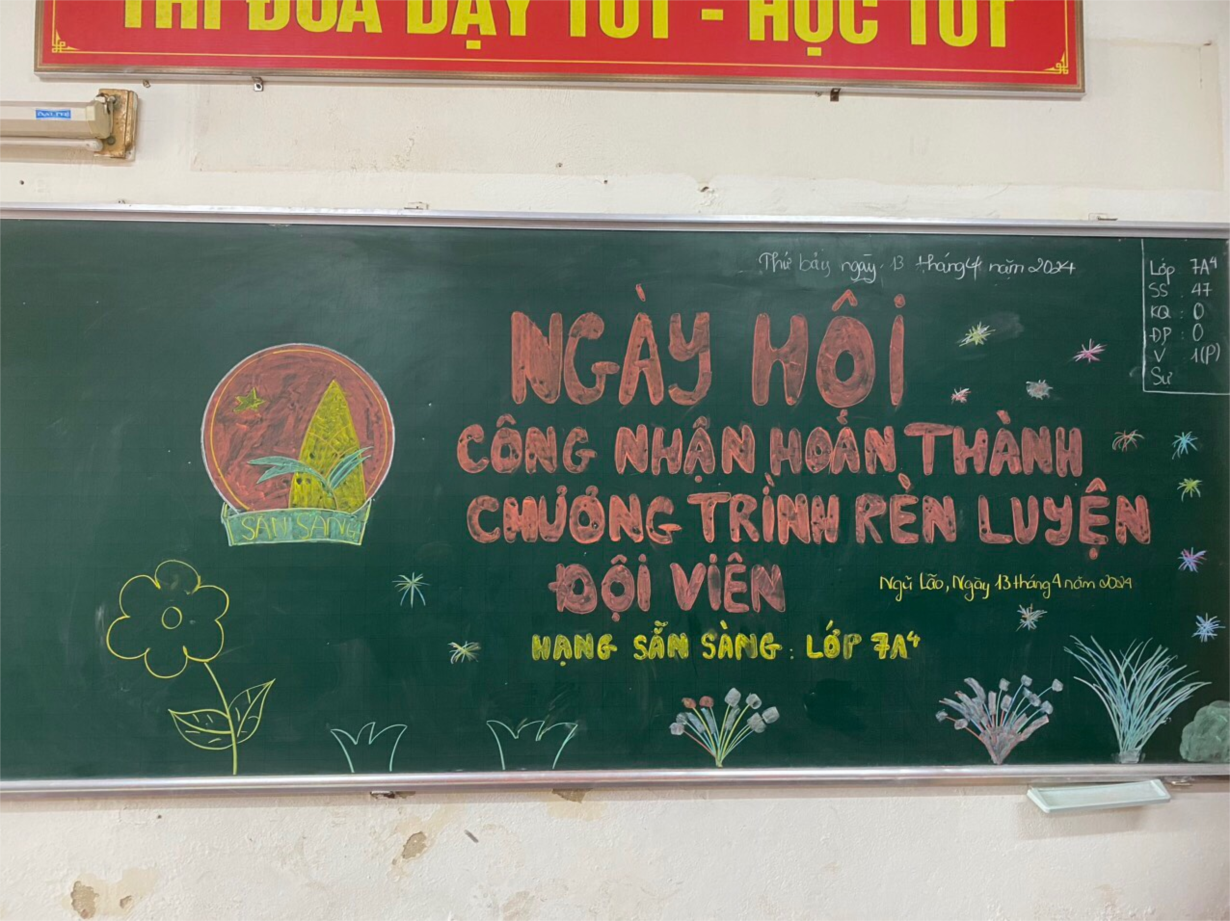 THI ĐUA DẠY TỐT - HỌC TỐT
Thứ bảy ngày 13 tháng 4 năm 2024
Lớp : 7A4
SS : 47
KQ : 0
ĐP : 0
V : 1(P)
Sử
NGÀY HỘI
CÔNG NHẬN HOÀN THÀNH
CHƯƠNG TRÌNH RÈN LUYỆN
ĐỘI VIÊN
SẴN SÀNG
Ngũ Lão, Ngày 13 tháng 4 năm 2024
HẠNG SẴN SÀNG : LỚP 7A4